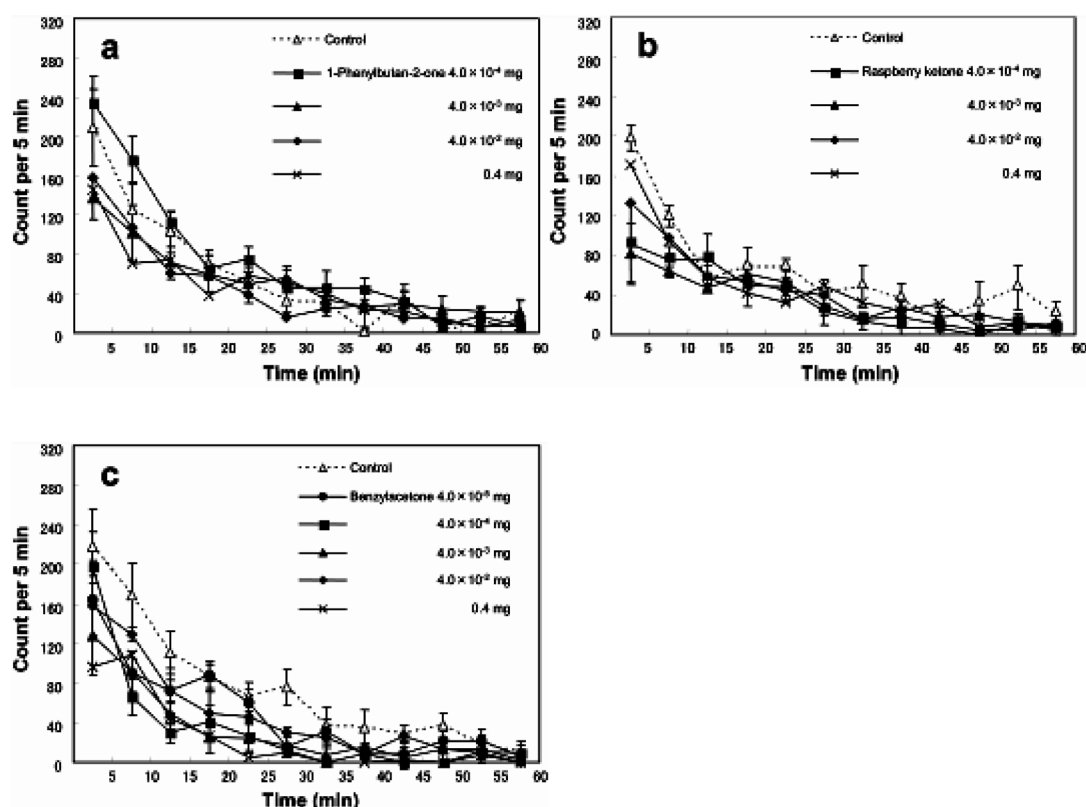 a
Control
1-Phenylbutan-2-one 4.0×10⁻⁴ mg
4.0×10⁻³ mg
4.0×10⁻² mg
0.4 mg
Count per 5 min
320
280
240
200
160
120
80
40
0
5 10 15 20 25 30 35 40 45 50 55 60
Time (min)
b
Control
Raspberry ketone 4.0×10⁻⁴ mg
4.0×10⁻³ mg
4.0×10⁻² mg
0.4 mg
Count per 5 min
320
280
240
200
160
120
80
40
0
5 10 15 20 25 30 35 40 45 50 55 60
Time (min)
c
Control
Benzylacetone 4.0×10⁻⁵ mg
4.0×10⁻⁴ mg
4.0×10⁻³ mg
4.0×10⁻² mg
0.4 mg
Count per 5 min
320
280
240
200
160
120
80
40
0
5 10 15 20 25 30 35 40 45 50 55 60
Time (min)